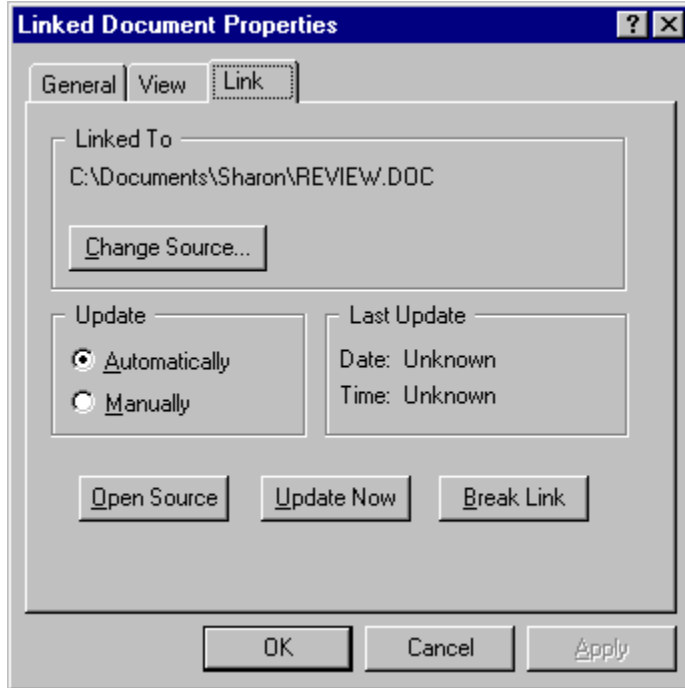 Linked Document Properties
General View Link
Linked To
C:\Documents\Sharon\REVIEW.DOC
Change Source...
Update
Automatically
Manually
Last Update
Date: Unknown
Time: Unknown
Open Source Update Now Break Link
OK Cancel Apply